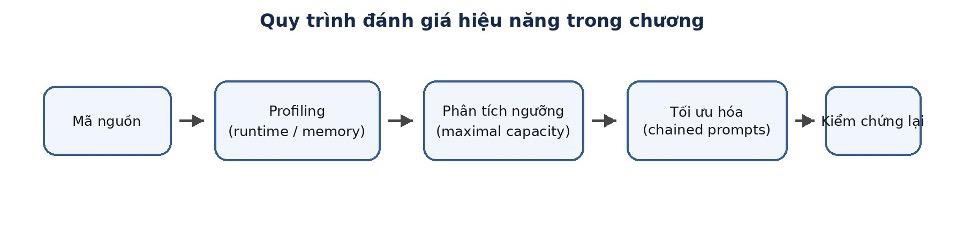 Quy trình đánh giá hiệu năng trong chương
Mã nguồn
Profiling
(runtime / memory)
Phân tích ngưỡng
(maximal capacity)
Tối ưu hóa
(chained prompts)
Kiểm chứng lại